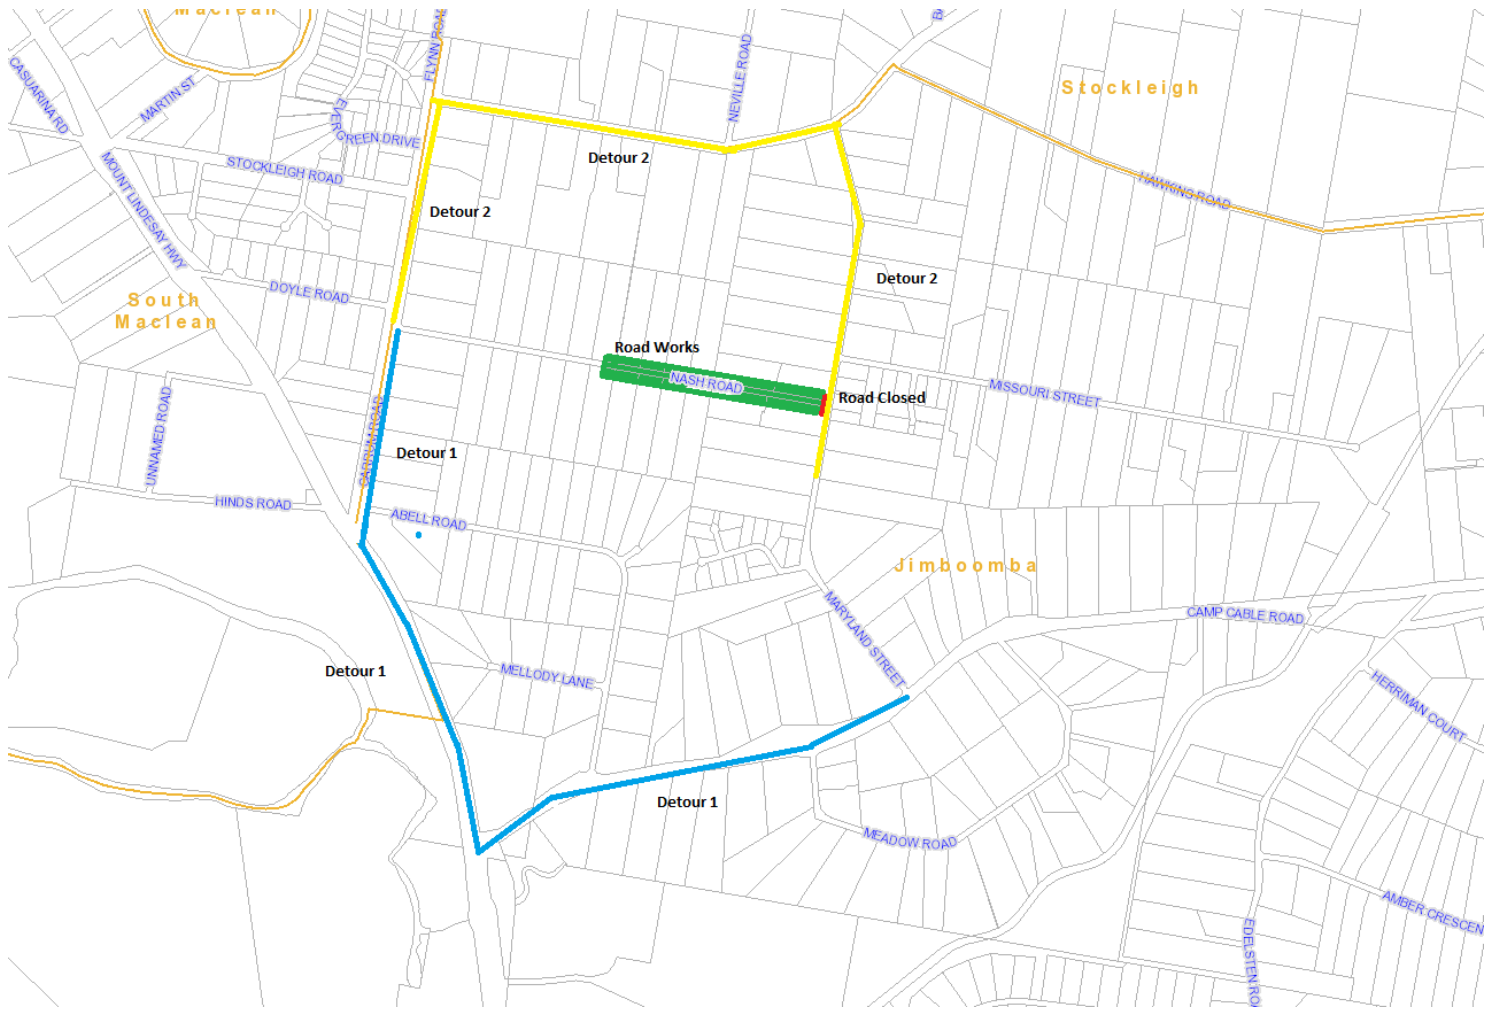 Maclean
FLYNN ROAD
NEVILLE ROAD
CASUARINA RD
MARTIN ST
Stockleigh
EVERGREEN DRIVE
STOCKLEIGH ROAD
Detour 2
HAWKINS ROAD
MOUNT LINDESAY HWY
Detour 2
Detour 2
DOYLE ROAD
South
Maclean
Road Works
NASH ROAD
Road Closed
MISSOURI STREET
UNNAMED ROAD
CARRUM ROAD
Detour 1
HINDS ROAD
ABELL ROAD
Jimboomba
MARYLAND STREET
CAMP CABLE ROAD
Detour 1
MELLODY LANE
HERRIMAN COURT
Detour 1
MEADOW ROAD
AMBER CRESCEN
EDELSTEN ROA